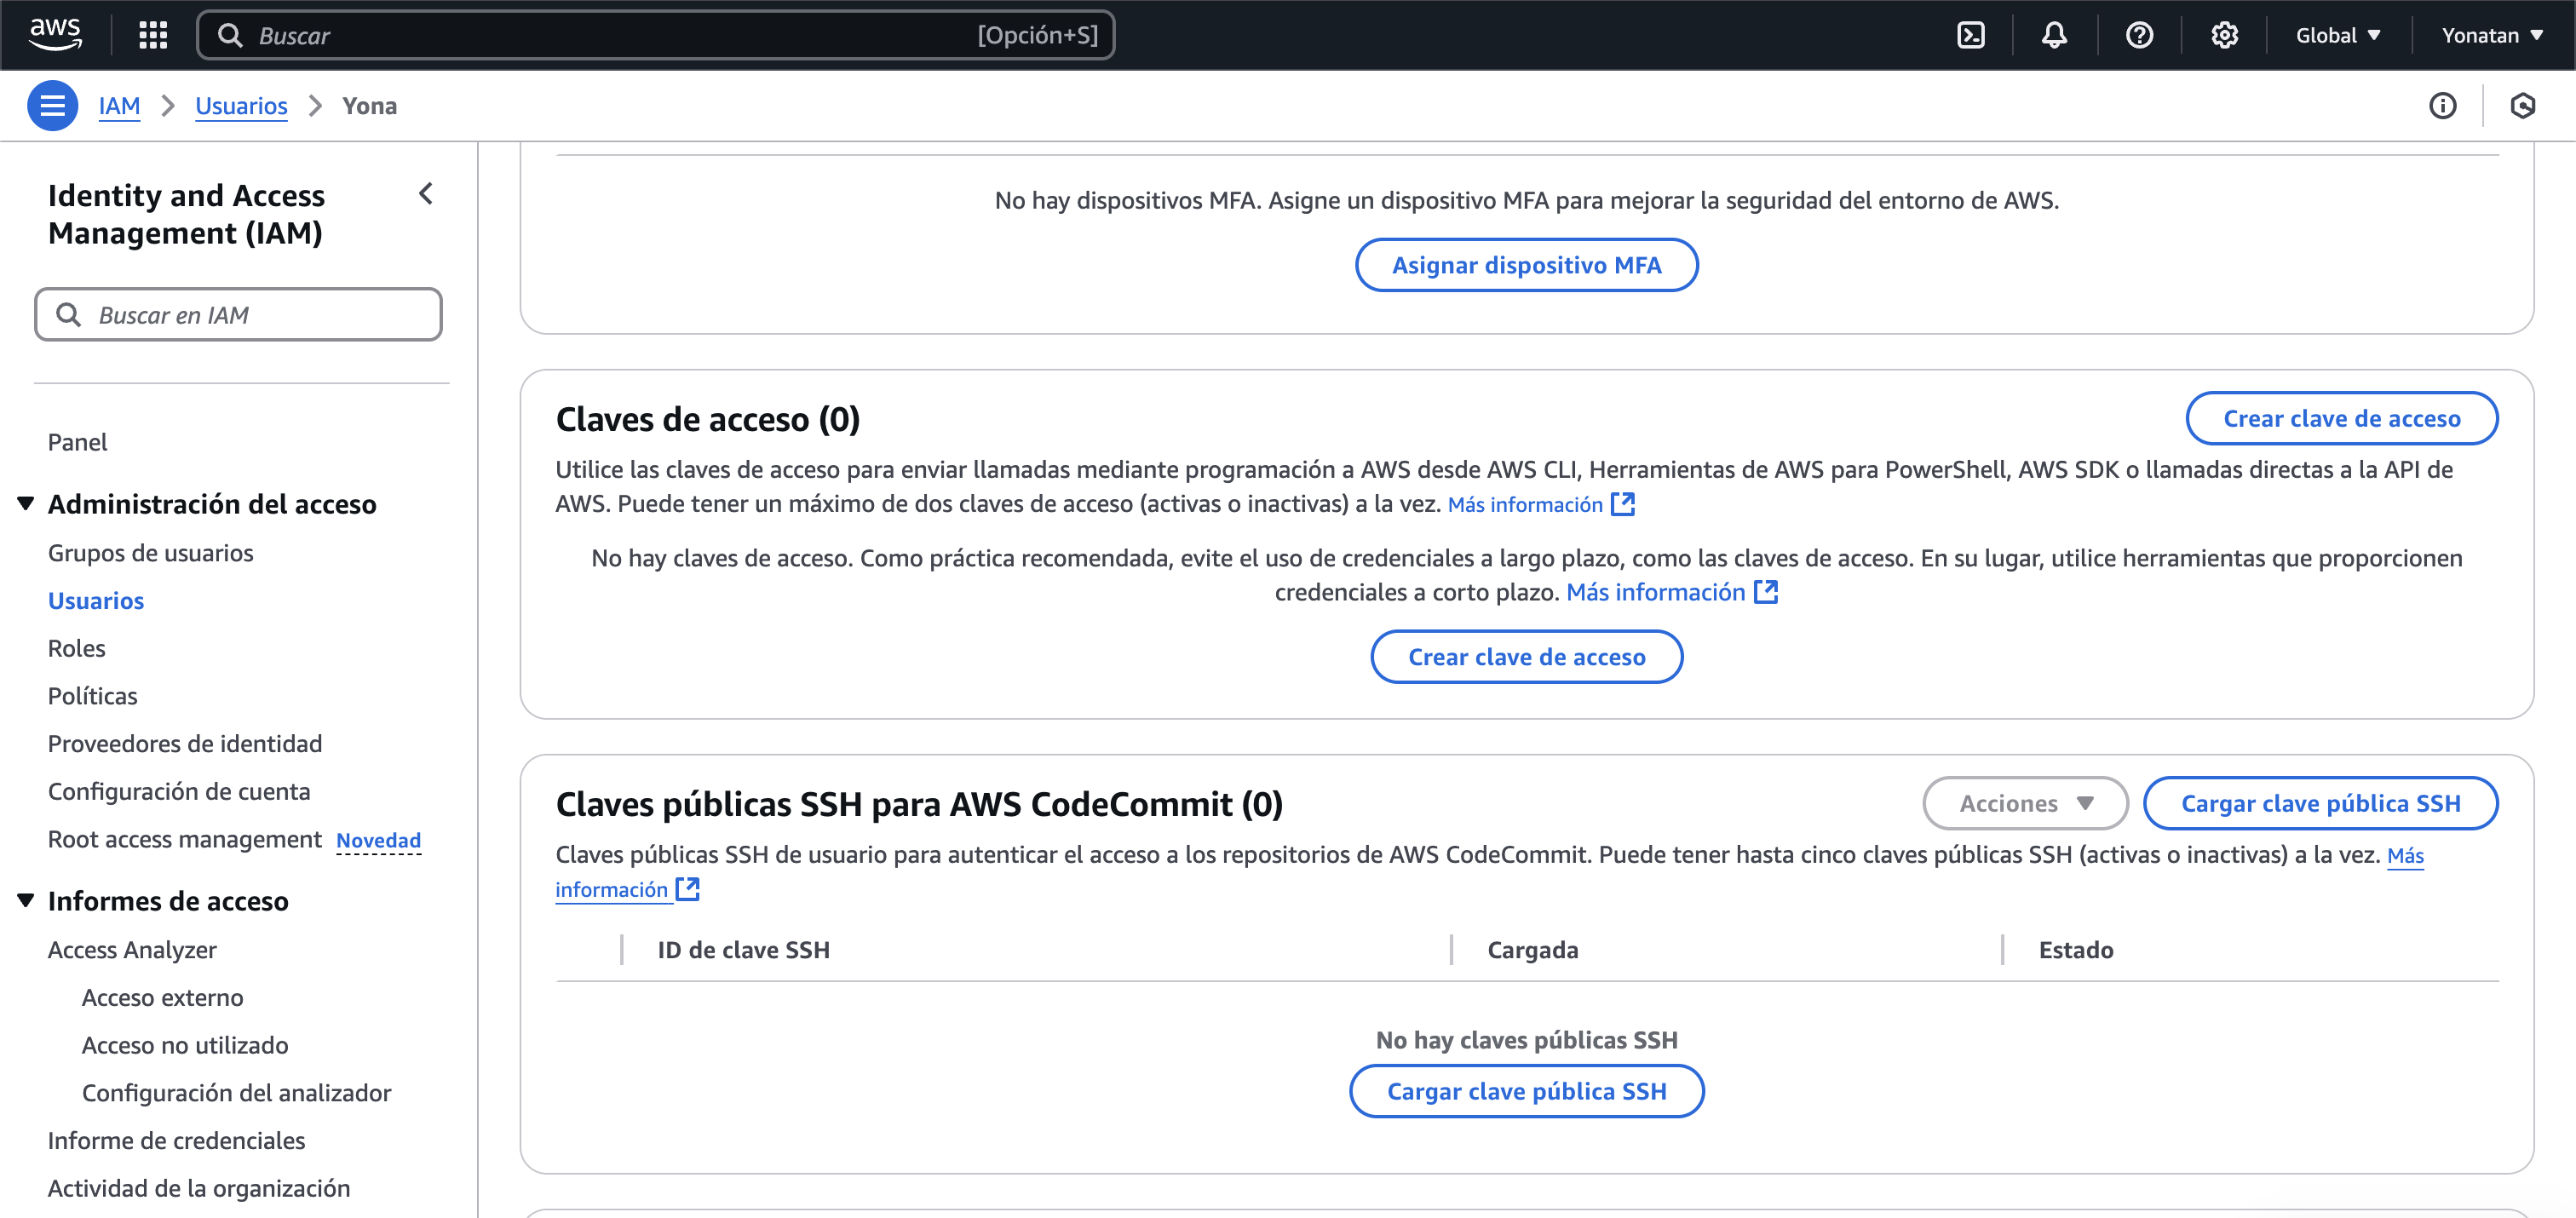 aws
Buscar
[Opción+S]
Global
Yonatan
IAM
Usuarios
Yona
Identity and Access
Management (IAM)
Buscar en IAM
Panel
Administración del acceso
Grupos de usuarios
Usuarios
Roles
Políticas
Proveedores de identidad
Configuración de cuenta
Root access management Novedad
Informes de acceso
Access Analyzer
Acceso externo
Acceso no utilizado
Configuración del analizador
Informe de credenciales
Actividad de la organización
No hay dispositivos MFA. Asigne un dispositivo MFA para mejorar la seguridad del entorno de AWS.
Asignar dispositivo MFA
Claves de acceso (0)
Crear clave de acceso
Utilice las claves de acceso para enviar llamadas mediante programación a AWS desde AWS CLI, Herramientas de AWS para PowerShell, AWS SDK o llamadas directas a la API de
AWS. Puede tener un máximo de dos claves de acceso (activas o inactivas) a la vez. Más información
No hay claves de acceso. Como práctica recomendada, evite el uso de credenciales a largo plazo, como las claves de acceso. En su lugar, utilice herramientas que proporcionen
credenciales a corto plazo. Más información
Crear clave de acceso
Claves públicas SSH para AWS CodeCommit (0)
Acciones
Cargar clave pública SSH
Claves públicas SSH de usuario para autenticar el acceso a los repositorios de AWS CodeCommit. Puede tener hasta cinco claves públicas SSH (activas o inactivas) a la vez. Más
información
ID de clave SSH
Cargada
Estado
No hay claves públicas SSH
Cargar clave pública SSH